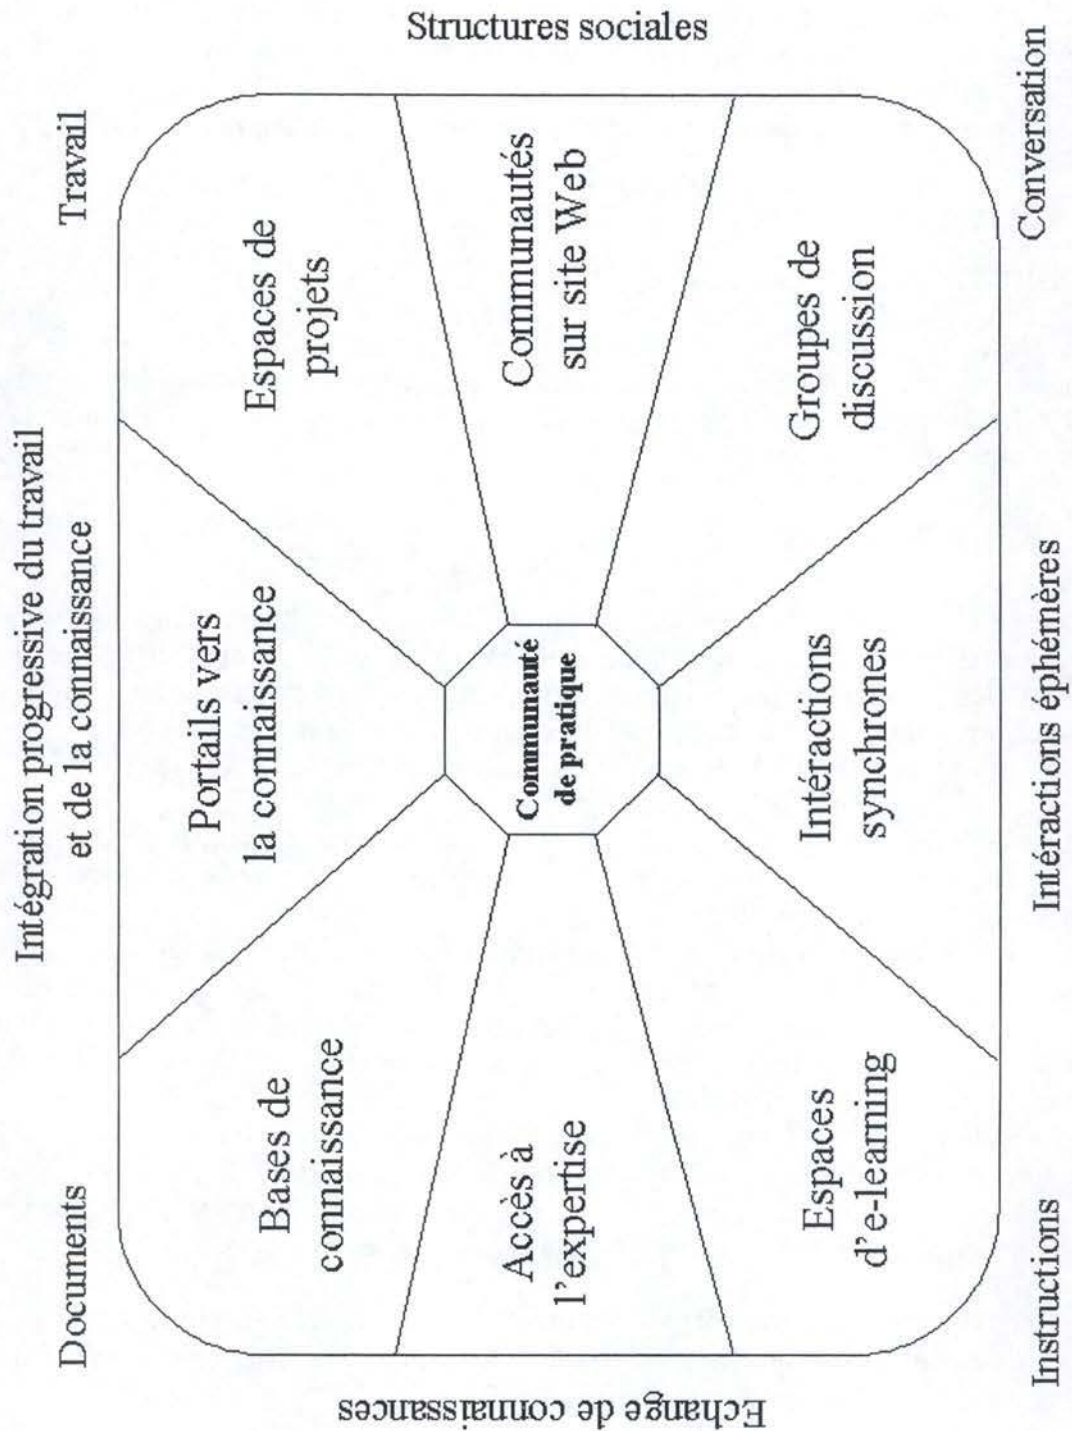 Intégration progressive du travail
et de la connaissance
Documents
Travail
Bases de
connaissance
Portails vers
la connaissance
Espaces de
projets
Echange de connaissances
Accès à
l'expertise
Communauté
de pratique
Communautés
sur site Web
Structures sociales
Espaces
d'e-learning
Intéractions
synchrones
Groupes de
discussion
Instructions
Intéractions éphémères
Conversation